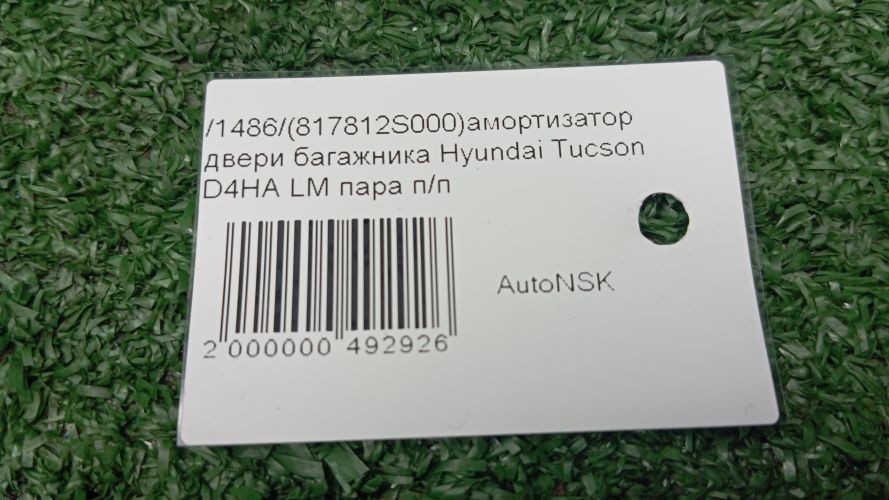 /1486/(817812S000)амортизатор
двери багажника Hyundai Tucson
D4HA LM пара п/п
AutoNSK
2 000000 492926